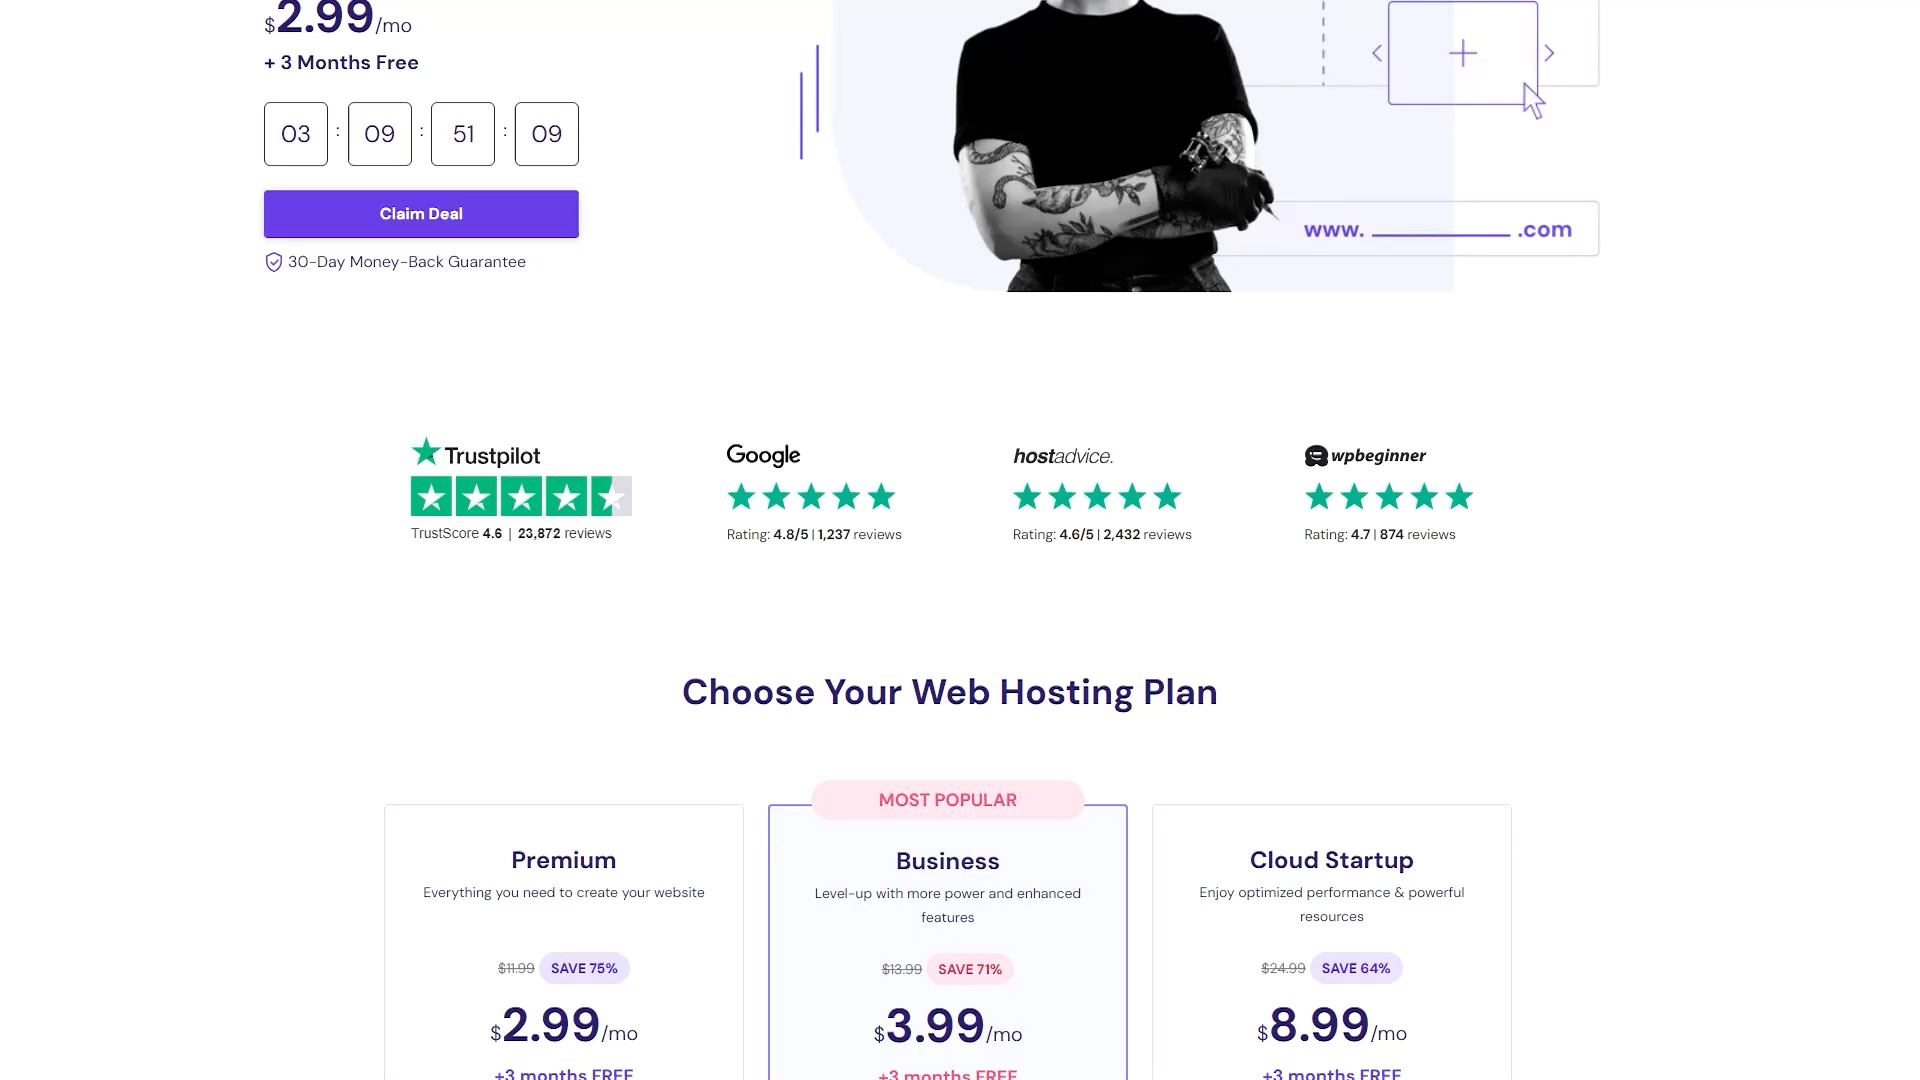 $2.99/mo
+ 3 Months Free
03 : 09 : 51 : 09
Claim Deal
30-Day Money-Back Guarantee
www. ____________ .com
Trustpilot
TrustScore 4.6 | 23,872 reviews
Google
Rating: 4.8/5 | 1,237 reviews
hostadvice.
Rating: 4.6/5 | 2,432 reviews
wpbeginner
Rating: 4.7 | 874 reviews
Choose Your Web Hosting Plan
Premium
Everything you need to create your website
$11.99 SAVE 75%
$2.99/mo
+3 months FREE
MOST POPULAR
Business
Level-up with more power and enhanced
features
$13.99 SAVE 71%
$3.99/mo
+3 months FREE
Cloud Startup
Enjoy optimized performance & powerful
resources
$24.99 SAVE 64%
$8.99/mo
+3 months FREE